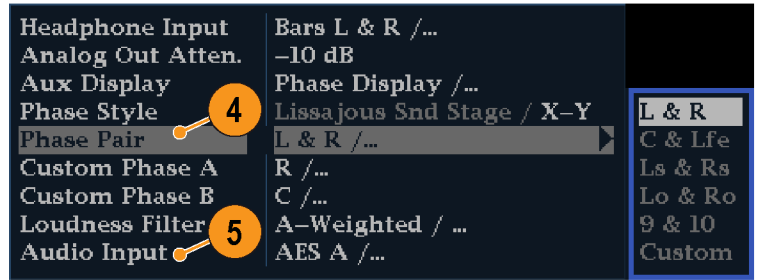 Headphone Input Bars L & R /...
Analog Out Atten. –10 dB
Aux Display Phase Display /...
Phase Style 4 Lissajous Snd Stage / X–Y L & R
Phase Pair L & R /... C & Lfe
Custom Phase A R /... Ls & Rs
Custom Phase B C /... Lo & Ro
Loudness Filter 5 A–Weighted / ... 9 & 10
Audio Input AES A /... Custom